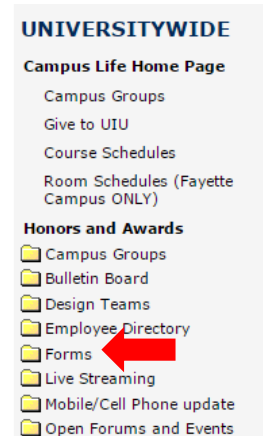 UNIVERSITYWIDE
Campus Life Home Page
Campus Groups
Give to UIU
Course Schedules
Room Schedules (Fayette
Campus ONLY)
Honors and Awards
Campus Groups
Bulletin Board
Design Teams
Employee Directory
Forms
Live Streaming
Mobile/Cell Phone update
Open Forums and Events